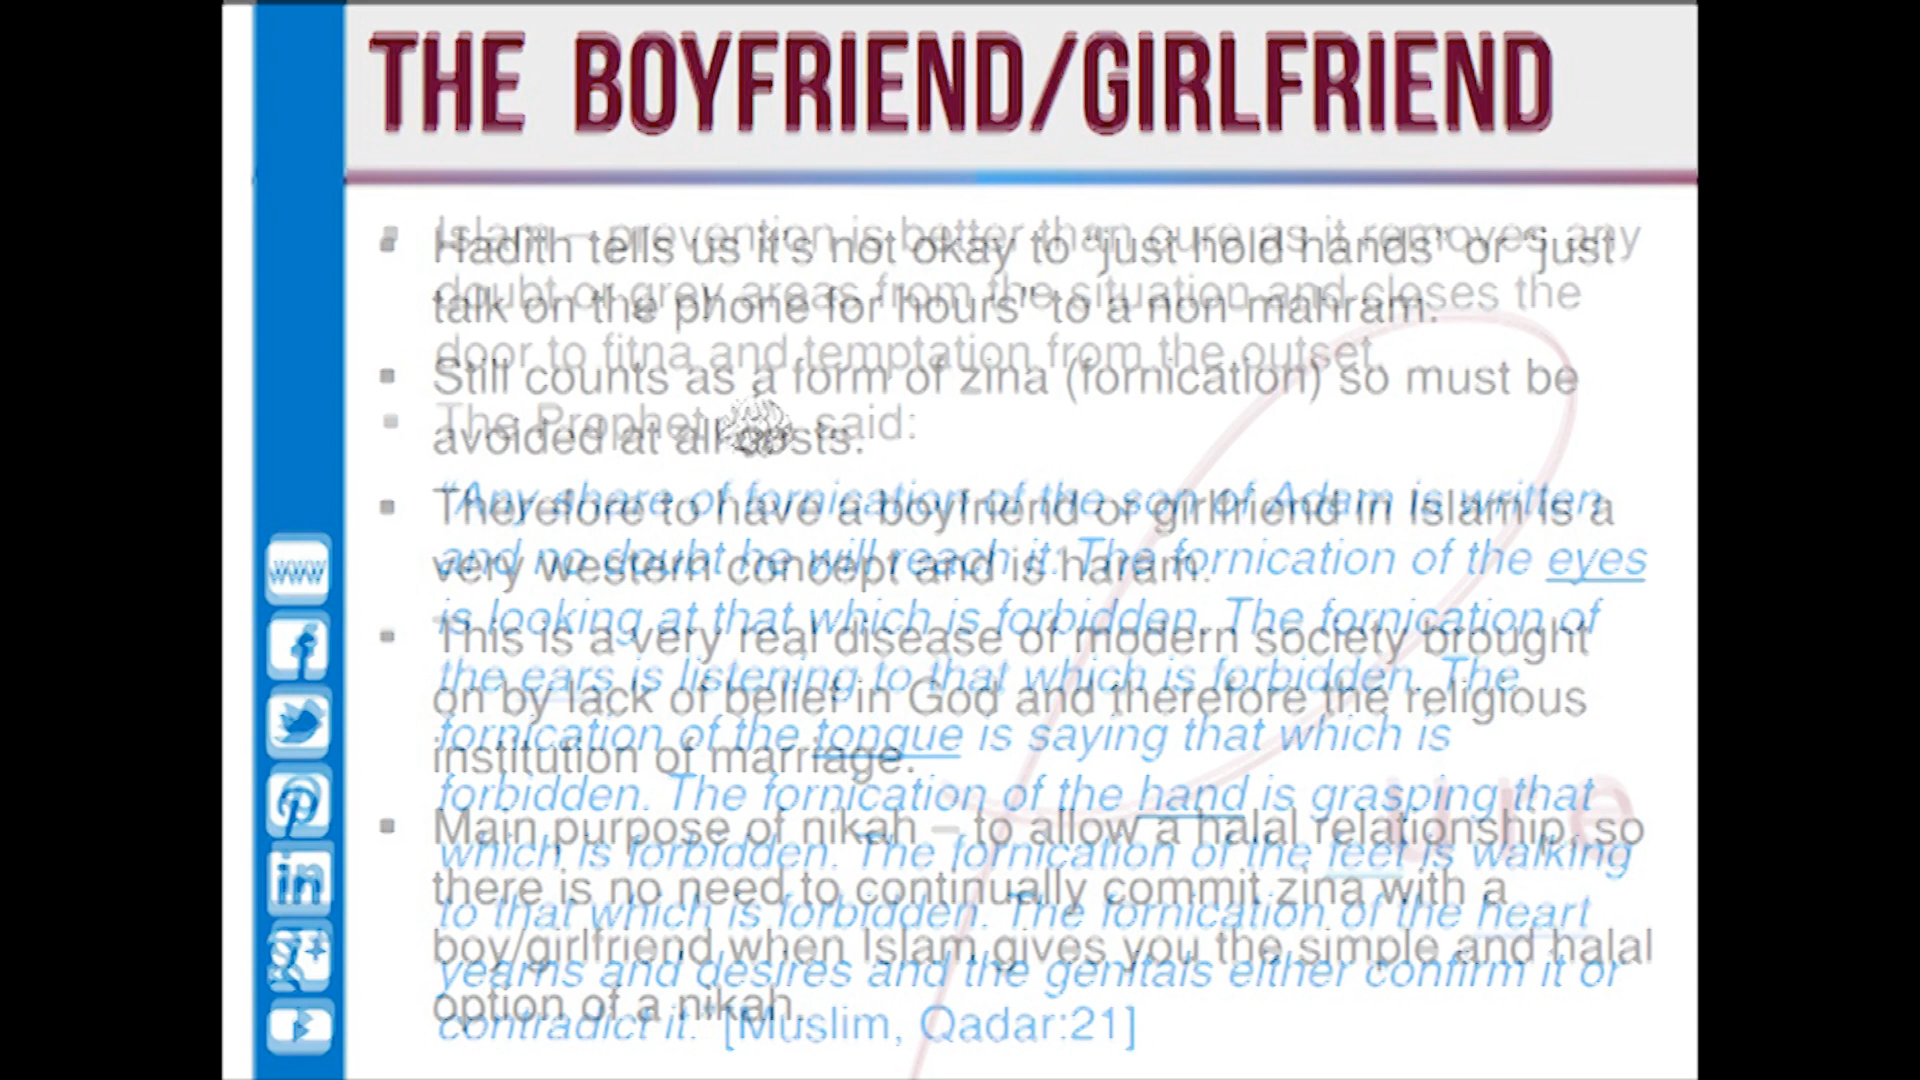 THE BOYFRIEND/GIRLFRIEND
Islam – prevention is better than cure as it removes any
doubt or grey areas from the situation and closes the
door to fitna and temptation from the outset.
The Prophet said:
“Any share of fornication of the son of Adam is written
and no doubt he will reach it. The fornication of the eyes
is looking at that which is forbidden. The fornication of
the ears is listening to that which is forbidden. The
fornication of the tongue is saying that which is
forbidden. The fornication of the hand is grasping that
which is forbidden. The fornication of the feet is walking
to that which is forbidden. The fornication of the heart
yearns and desires and the genitals either confirm it or
contradict it.” [Muslim, Qadar:21]
Hadith tells us it's not okay to “just hold hands” or “just
talk on the phone for hours” to a non-mahram.
Still counts as a form of zina (fornication) so must be
avoided at all costs.
Therefore to have a boyfriend or girlfriend in Islam is a
very western concept and is haram.
This is a very real disease of modern society brought
on by lack of belief in God and therefore the religious
institution of marriage.
Main purpose of nikah – to allow a halal relationship, so
there is no need to continually commit zina with a
boy/girlfriend when Islam gives you the simple and halal
option of a nikah.
www
f
in